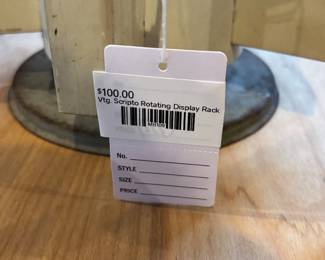 $100.00
Vtg. Scripto Rotating Display Rack
No.
STYLE
SIZE
PRICE